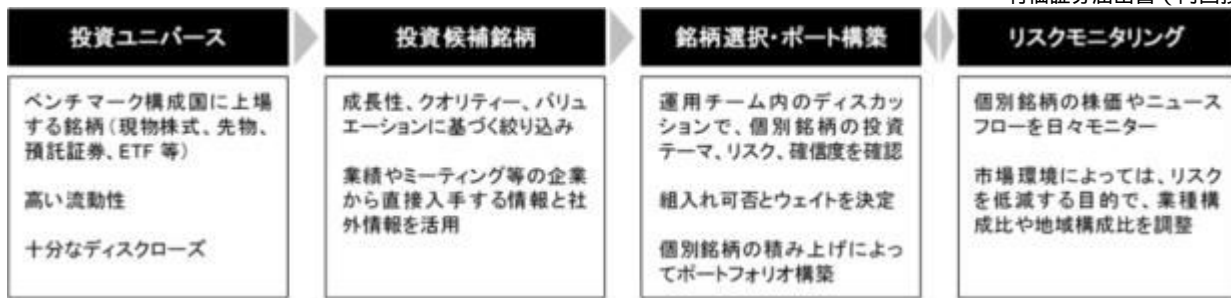 投資ユニバース
ベンチマーク構成国に上場
する銘柄(現物株式、先物、
預託証券、ETF 等)
高い流動性
十分なディスクローズ
投資候補銘柄
成長性、クオリティー、バリュ
エーションに基づく絞り込み
業績やミーティング等の企業
から直接入手する情報と社
外情報を活用
銘柄選択・ポート構築
運用チーム内のディスカッ
ションで、個別銘柄の投資
テーマ、リスク、確信度を確認
組入れ可否とウェイトを決定
個別銘柄の積み上げによっ
てポートフォリオ構築
リスクモニタリング
個別銘柄の株価やニュース
フローを日々モニター
市場環境によっては、リスク
を低減する目的で、業種構
成比や地域構成比を調整